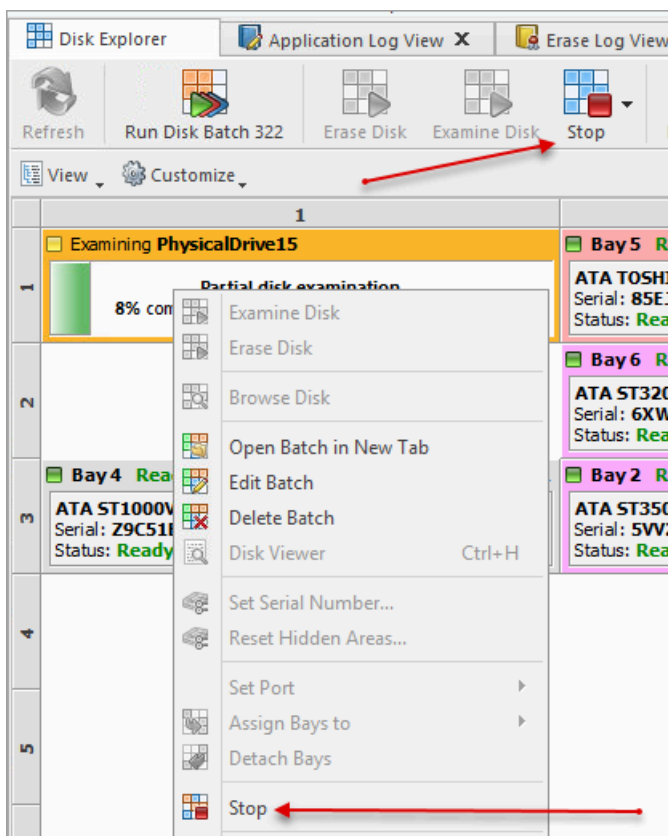 Disk Explorer
Application Log View X
Erase Log View
Refresh
Run Disk Batch 322
Erase Disk
Examine Disk
Stop
View
Customize
1
1
Examining PhysicalDrive15
Partial disk examination
8% com
Bay 5 R
ATA TOSHI
Serial: 85E
Status: Rea
2
Bay 6 R
ATA ST320
Serial: 6XW
Status: Rea
3
Bay 4 Rea
ATA ST1000V
Serial: Z9C51
Status: Ready
Bay 2 R
ATA ST350
Serial: 5VV
Status: Rea
4
5
Examine Disk
Erase Disk
Browse Disk
Open Batch in New Tab
Edit Batch
Delete Batch
Disk Viewer Ctrl+H
Set Serial Number...
Reset Hidden Areas...
Set Port
Assign Bays to
Detach Bays
Stop